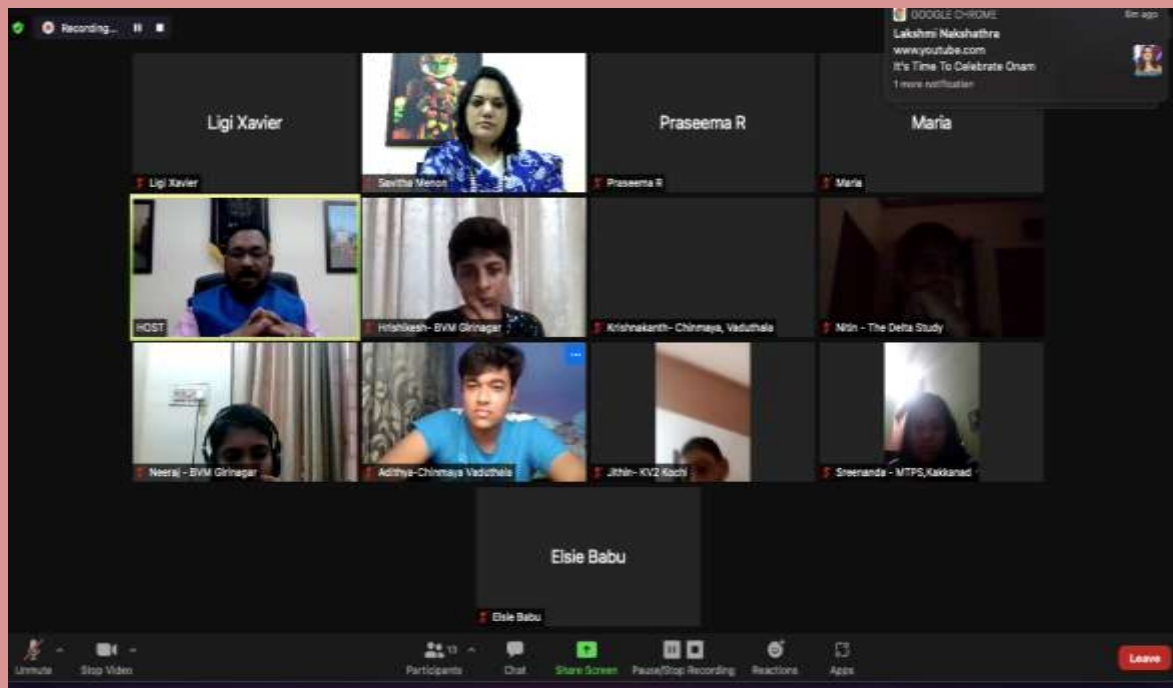 Recording...
GOOGLE CHROME 6m ago
Lakshmi Nakshathra
www.youtube.com
It's Time To Celebrate Onam
1 more notification
Ligi Xavier
Praseema R
Maria
Ligi Xavier
Savitha Menon
Praseema R
Maria
HOST
Hrishikesh- BVM Girinagar
Krishnakanth- Chinmaya, Vaduthala
Nitin - The Delta Study
Neeraj - BVM Girinagar
Adithya-Chinmaya Vaduthala
Jithin- KV2 Kochi
Sreenanda - MTPS,Kakkanad
Elsie Babu
Elsie Babu
Unmute
Stop Video
13
Participants
Chat
Share Screen
Pause/Stop Recording
Reactions
Apps
Leave